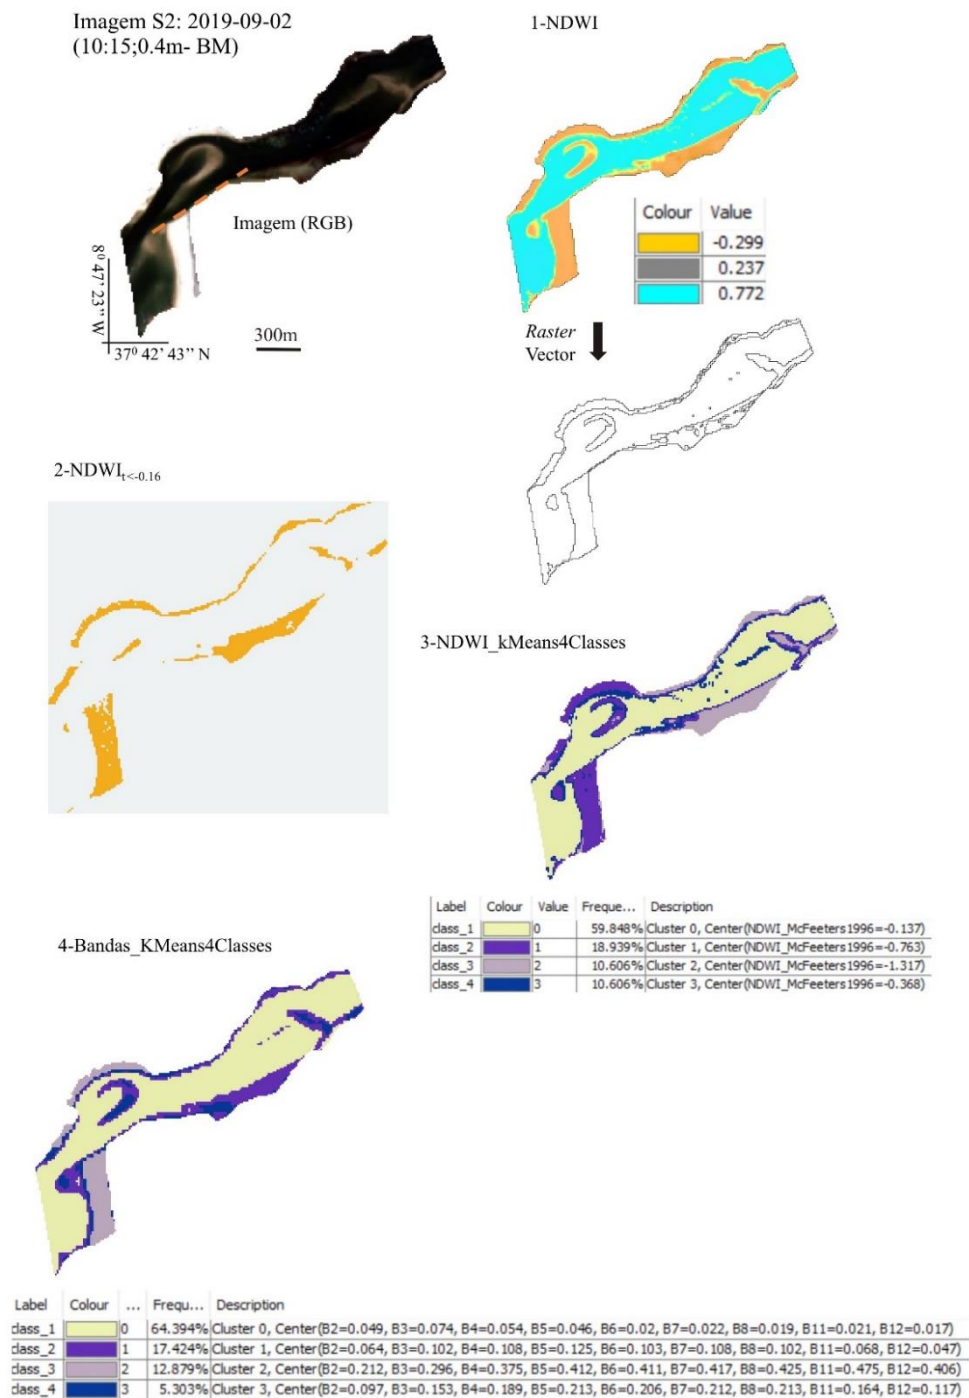 Imagem S2: 2019-09-02
(10:15;0.4m- BM)
1-NDWI
Imagem (RGB)
Colour Value
-0.299
0.237
0.772
8⁰ 47' 23'' W
37⁰ 42' 43'' N
300m
Raster
Vector
2-NDWIt<-0.16
3-NDWI_kMeans4Classes
Label Colour Value Freque... Description
class_1 0 59.848% Cluster 0, Center(NDWI_McFeeters1996=-0.137)
class_2 1 18.939% Cluster 1, Center(NDWI_McFeeters1996=-0.763)
class_3 2 10.606% Cluster 2, Center(NDWI_McFeeters1996=-1.317)
class_4 3 10.606% Cluster 3, Center(NDWI_McFeeters1996=-0.368)
4-Bandas_KMeans4Classes
Label Colour ... Frequ... Description
class_1 0 64.394% Cluster 0, Center(B2=0.049, B3=0.074, B4=0.054, B5=0.046, B6=0.02, B7=0.022, B8=0.019, B11=0.021, B12=0.017)
class_2 1 17.424% Cluster 1, Center(B2=0.064, B3=0.102, B4=0.108, B5=0.125, B6=0.103, B7=0.108, B8=0.102, B11=0.068, B12=0.047)
class_3 2 12.879% Cluster 2, Center(B2=0.212, B3=0.296, B4=0.375, B5=0.412, B6=0.411, B7=0.417, B8=0.425, B11=0.475, B12=0.406)
class_4 3 5.303% Cluster 3, Center(B2=0.097, B3=0.153, B4=0.189, B5=0.213, B6=0.206, B7=0.212, B8=0.213, B11=0.164, B12=0.117)